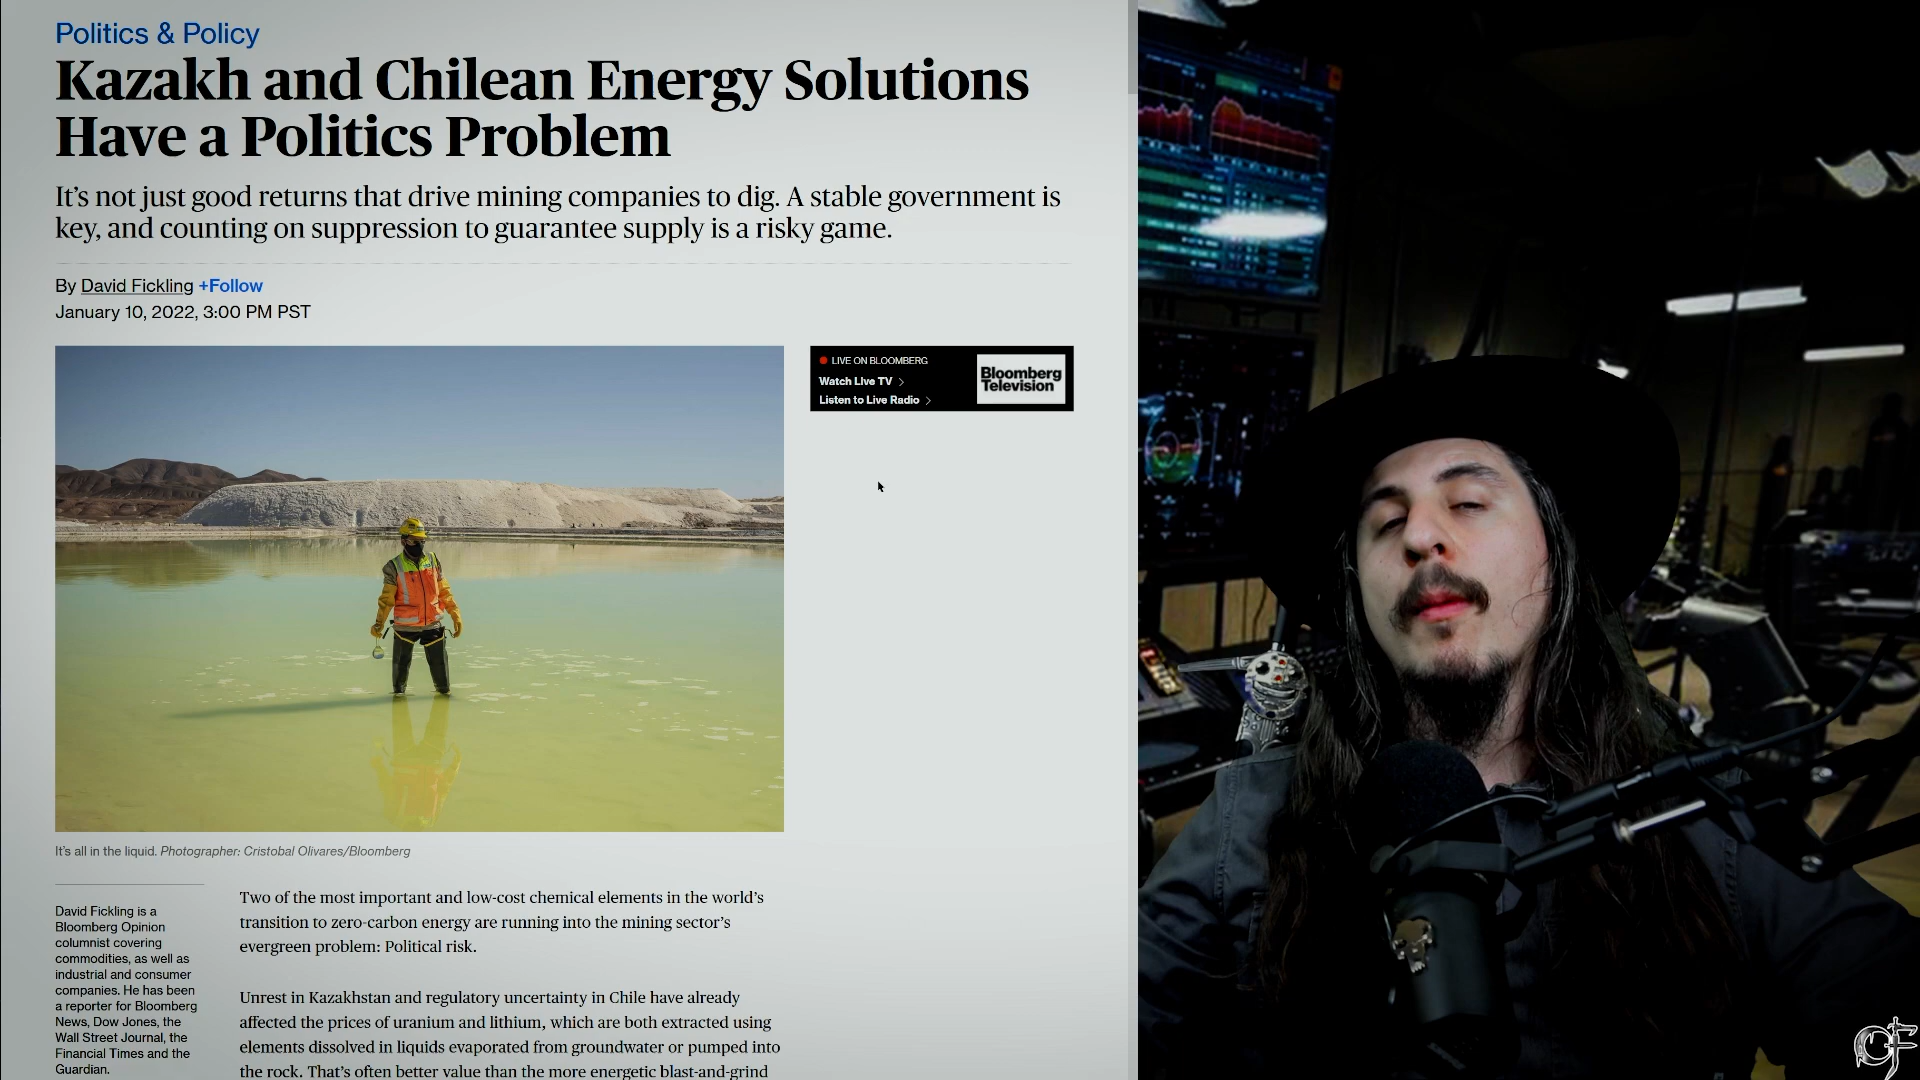 Politics & Policy
Kazakh and Chilean Energy Solutions
Have a Politics Problem
It’s not just good returns that drive mining companies to dig. A stable government is
key, and counting on suppression to guarantee supply is a risky game.
By David Fickling +Follow
January 10, 2022, 3:00 PM PST
LIVE ON BLOOMBERG
Watch Live TV
Listen to Live Radio
Bloomberg
Television
It’s all in the liquid. Photographer: Cristobal Olivares/Bloomberg
David Fickling is a
Bloomberg Opinion
columnist covering
commodities, as well as
industrial and consumer
companies. He has been
a reporter for Bloomberg
News, Dow Jones, the
Wall Street Journal, the
Financial Times and the
Guardian.
Two of the most important and low-cost chemical elements in the world’s
transition to zero-carbon energy are running into the mining sector’s
evergreen problem: Political risk.
Unrest in Kazakhstan and regulatory uncertainty in Chile have already
affected the prices of uranium and lithium, which are both extracted using
elements dissolved in liquids evaporated from groundwater or pumped into
the rock. That’s often better value than the more energetic blast-and-grind